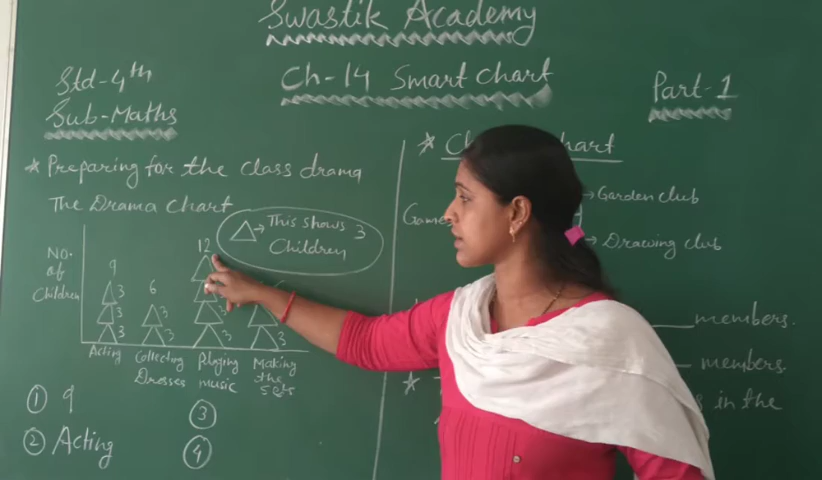 Swastik Academy
Std-4th
Ch-14 Smart chart
Part-1
Sub-Maths
* Preparing for the class drama
The Drama Chart
△→ This shows 3
Children
NO.
of
Children
9
3
3
3
Acting
6
3
3
Collecting
Dresses
12
3
3
Playing
music
3
Making
the
① 9
② Acting
③
④
* hart
Garden club
Drawing club
members.
members
in the